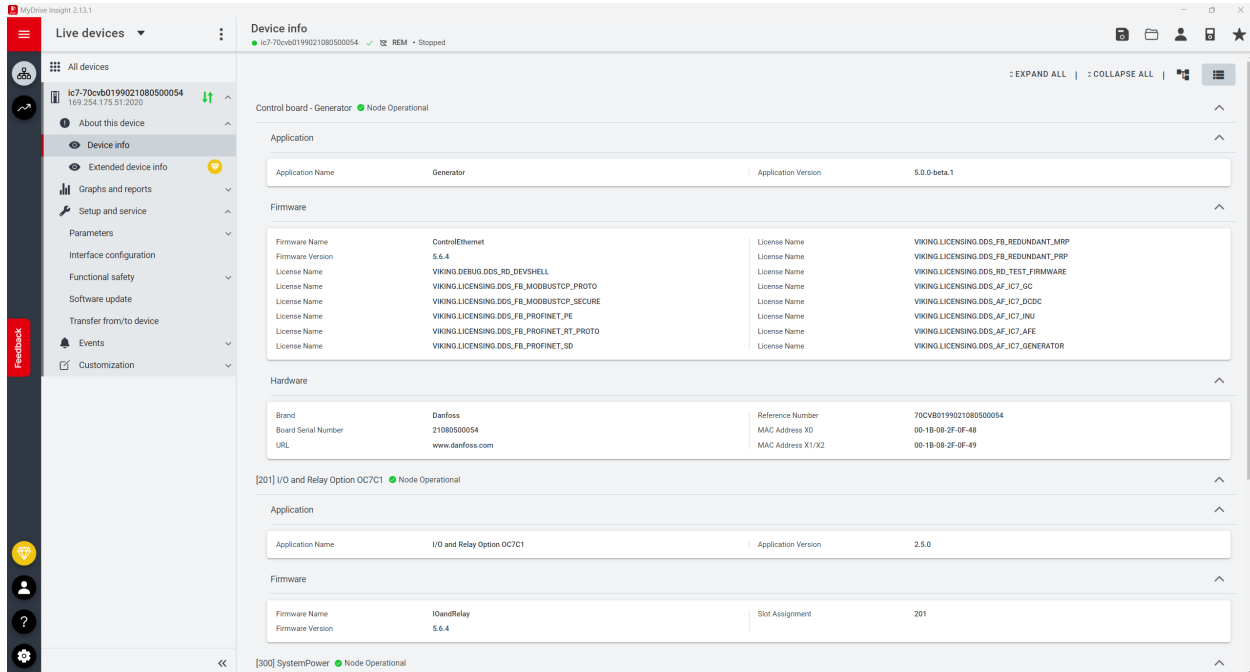 MyDrive Insight 2.13.1
Live devices
Device info
ic7-70cvb0199021080500054 REM • Stopped
All devices
ic7-70cvb0199021080500054
169.254.175.51:2020
About this device
Device info
Extended device info
Graphs and reports
Setup and service
Parameters
Interface configuration
Functional safety
Software update
Transfer from/to device
Events
Customization
Feedback
EXPAND ALL | COLLAPSE ALL |
Control board - Generator Node Operational
Application
Application Name Generator Application Version 5.0.0-beta.1
Firmware
Firmware Name ControlEthernet License Name VIKING.LICENSING.DDS_FB_REDUNDANT_MRP
Firmware Version 5.6.4 License Name VIKING.LICENSING.DDS_FB_REDUNDANT_PRP
License Name VIKING.DEBUG.DDS_RD_DEVSHELL License Name VIKING.LICENSING.DDS_RD_TEST_FIRMWARE
License Name VIKING.LICENSING.DDS_FB_MODBUSTCP_PROTO License Name VIKING.LICENSING.DDS_AF_IC7_GC
License Name VIKING.LICENSING.DDS_FB_MODBUSTCP_SECURE License Name VIKING.LICENSING.DDS_AF_IC7_DCDC
License Name VIKING.LICENSING.DDS_FB_PROFINET_PE License Name VIKING.LICENSING.DDS_AF_IC7_INU
License Name VIKING.LICENSING.DDS_FB_PROFINET_RT_PROTO License Name VIKING.LICENSING.DDS_AF_IC7_AFE
License Name VIKING.LICENSING.DDS_FB_PROFINET_SD License Name VIKING.LICENSING.DDS_AF_IC7_GENERATOR
Hardware
Brand Danfoss Reference Number 70CVB0199021080500054
Board Serial Number 21080500054 MAC Address X0 00-1B-08-2F-0F-48
URL www.danfoss.com MAC Address X1/X2 00-1B-08-2F-0F-49
[201] I/O and Relay Option OC7C1 Node Operational
Application
Application Name I/O and Relay Option OC7C1 Application Version 2.5.0
Firmware
Firmware Name IOandRelay Slot Assignment 201
Firmware Version 5.6.4
[300] SystemPower Node Operational